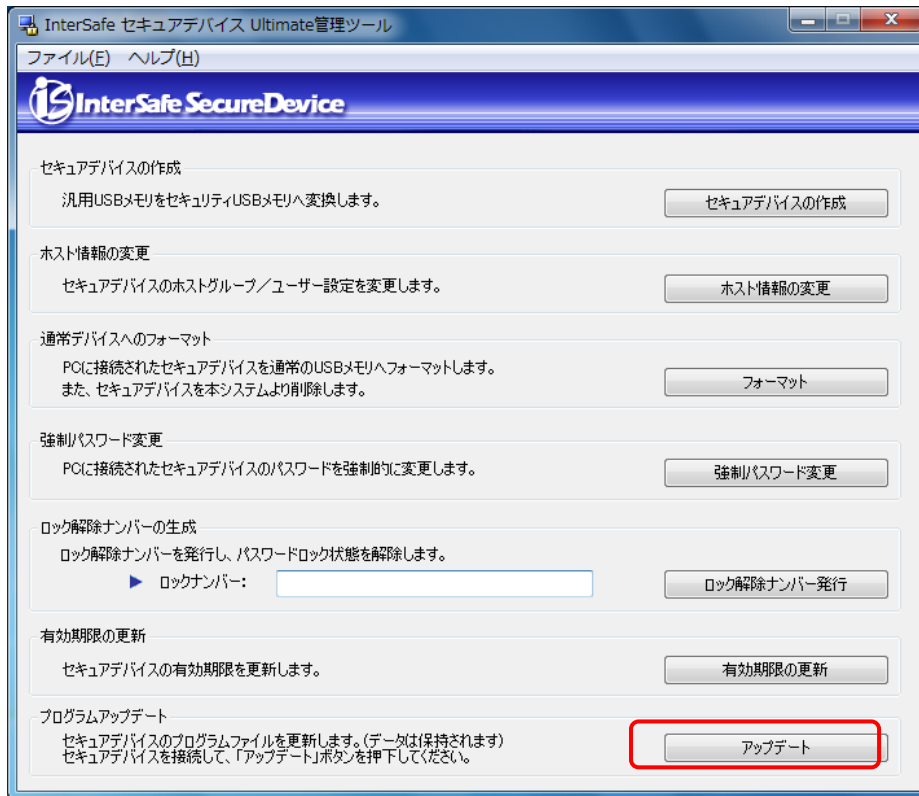 InterSafe セキュアデバイス Ultimate管理ツール
ファイル(F) ヘルプ(H)
InterSafe SecureDevice
セキュアデバイスの作成
汎用USBメモリをセキュリティUSBメモリへ変換します。
セキュアデバイスの作成
ホスト情報の変更
セキュアデバイスのホストグループ／ユーザー設定を変更します。
ホスト情報の変更
通常デバイスへのフォーマット
PCに接続されたセキュアデバイスを通常のUSBメモリへフォーマットします。
また、セキュアデバイスを本システムより削除します。
フォーマット
強制パスワード変更
PCに接続されたセキュアデバイスのパスワードを強制的に変更します。
強制パスワード変更
ロック解除ナンバーの生成
ロック解除ナンバーを発行し、パスワードロック状態を解除します。
ロックナンバー：
ロック解除ナンバー発行
有効期限の更新
セキュアデバイスの有効期限を更新します。
有効期限の更新
プログラムアップデート
セキュアデバイスのプログラムファイルを更新します。(データは保持されます)
セキュアデバイスを接続して、「アップデート」ボタンを押下してください。
アップデート